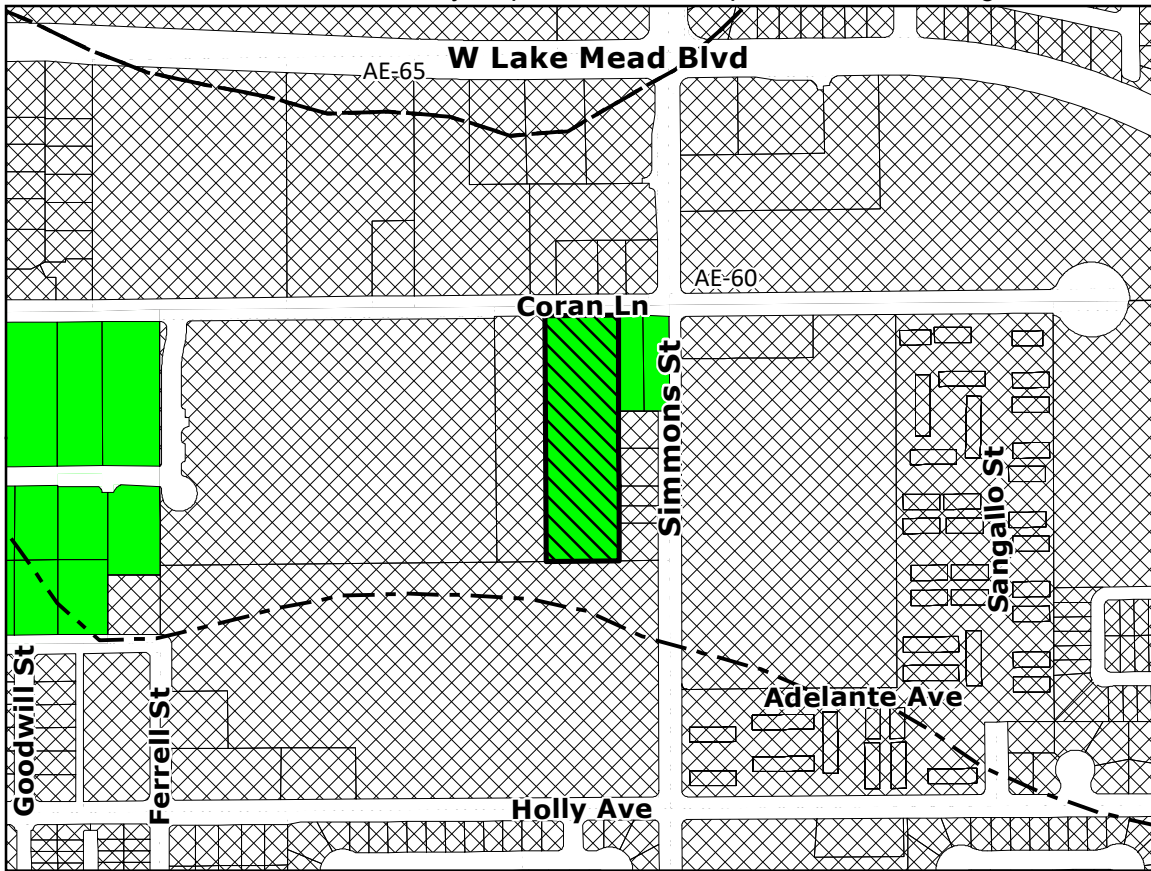 W Lake Mead Blvd
AE-65
AE-60
Coran Ln
Simmons St
Sangallo St
Adelante Ave
Goodwill St
Ferrell St
Holly Ave